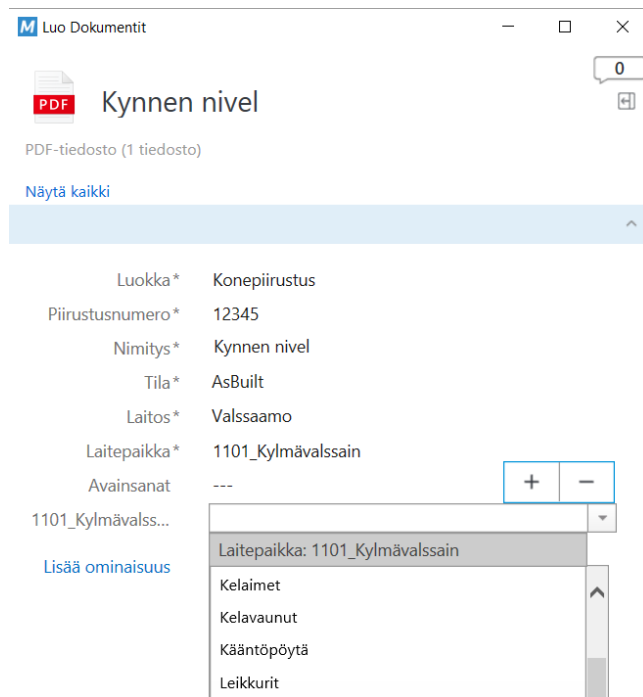 M Luo Dokumentit
0
PDF Kynnen nivel
PDF-tiedosto (1 tiedosto)
Näytä kaikki
Luokka* Konepiirustus
Piirustusnumero* 12345
Nimitys* Kynnen nivel
Tila* AsBuilt
Laitos* Valssaamo
Laitepaikka* 1101_Kylmävalssain
Avainsanat ---
1101_Kylmävalss...
Laitepaikka: 1101_Kylmävalssain
Lisää ominaisuus
Kelaimet
Kelavaunut
Kääntöpöytä
Leikkurit